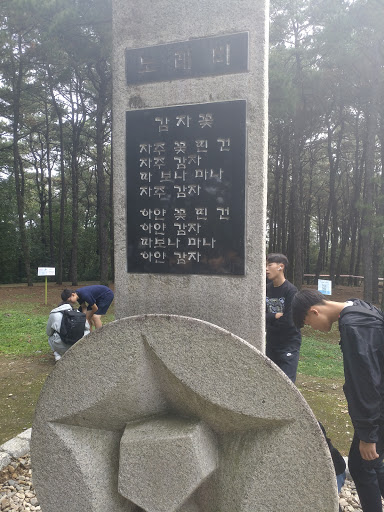 노래비
감자꽃
자주 꽃 핀 건
자주 감자
파 보나 마나
자주 감자
하얀 꽃 핀 건
하얀 감자
파보나 마나
하얀 감자